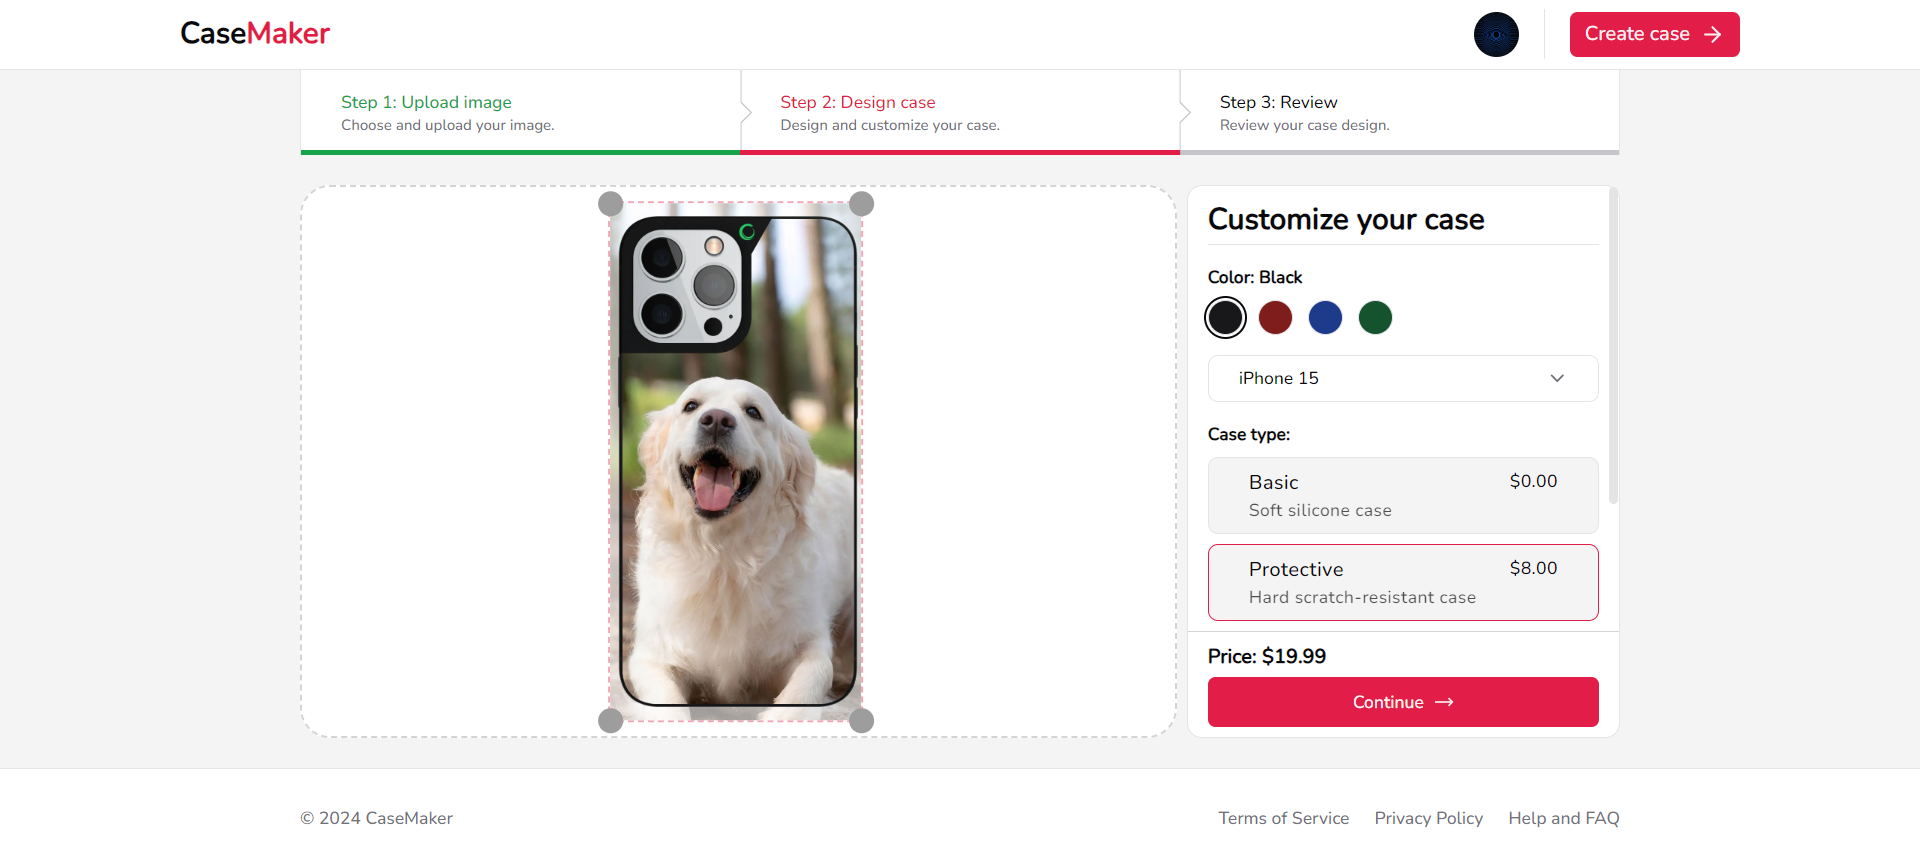 CaseMaker
Create case
Step 1: Upload image
Choose and upload your image.
Step 2: Design case
Design and customize your case.
Step 3: Review
Review your case design.
Customize your case
Color: Black
iPhone 15
Case type:
Basic $0.00
Soft silicone case
Protective $8.00
Hard scratch-resistant case
Price: $19.99
Continue
© 2024 CaseMaker
Terms of Service Privacy Policy Help and FAQ